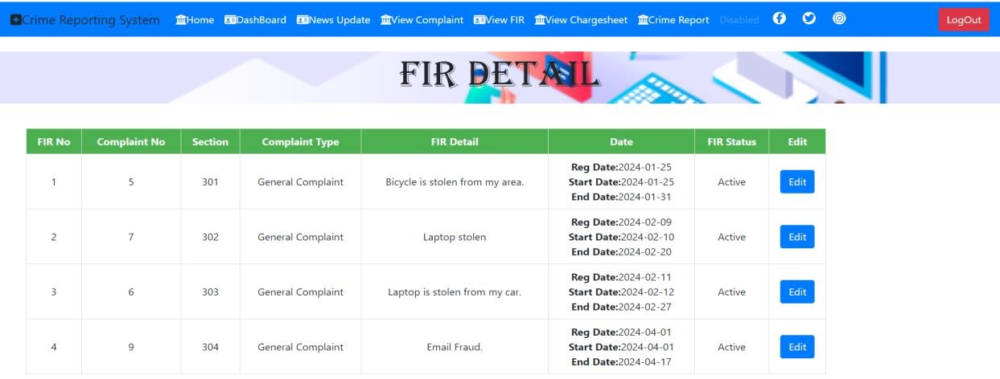 Crime Reporting System Home DashBoard News Update View Complaint View FIR View Chargesheet Crime Report Disabled LogOut
FIR DETAIL
FIR No Complaint No Section Complaint Type FIR Detail Date FIR Status Edit
1 5 301 General Complaint Bicycle is stolen from my area. Reg Date:2024-01-25
Start Date:2024-01-25
End Date:2024-01-31
Active Edit
2 7 302 General Complaint Laptop stolen Reg Date:2024-02-09
Start Date:2024-02-10
End Date:2024-02-20
Active Edit
3 6 303 General Complaint Laptop is stolen from my car. Reg Date:2024-02-11
Start Date:2024-02-12
End Date:2024-02-27
Active Edit
4 9 304 General Complaint Email Fraud. Reg Date:2024-04-01
Start Date:2024-04-01
End Date:2024-04-17
Active Edit